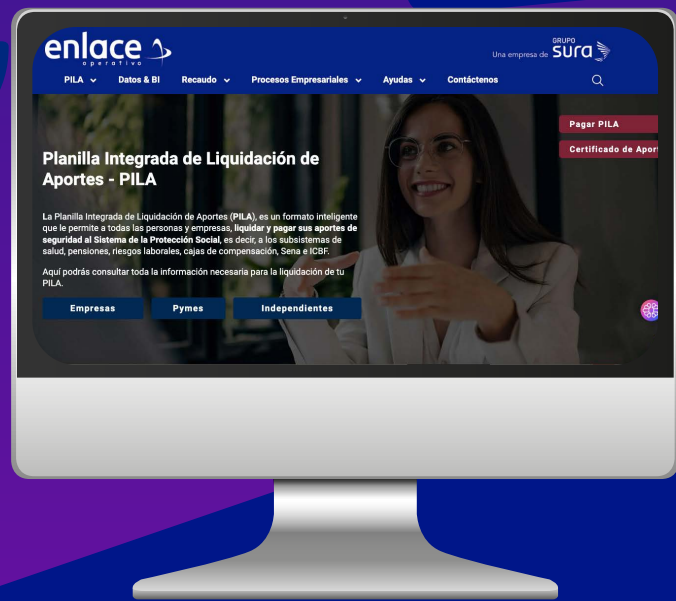 enlace
operativo
Una empresa de
GRUPO
sura
PILA Datos & BI Recaudo Procesos Empresariales Ayudas Contáctenos
Pagar PILA
Certificado de Aport
Planilla Integrada de Liquidación de
Aportes - PILA
La Planilla Integrada de Liquidación de Aportes (PILA), es un formato inteligente
que le permite a todas las personas y empresas, liquidar y pagar sus aportes de
seguridad al Sistema de la Protección Social, es decir, a los subsistemas de
salud, pensiones, riesgos laborales, cajas de compensación, Sena e ICBF.
Aquí podrás consultar toda la información necesaria para la liquidación de tu
PILA.
Empresas Pymes Independientes